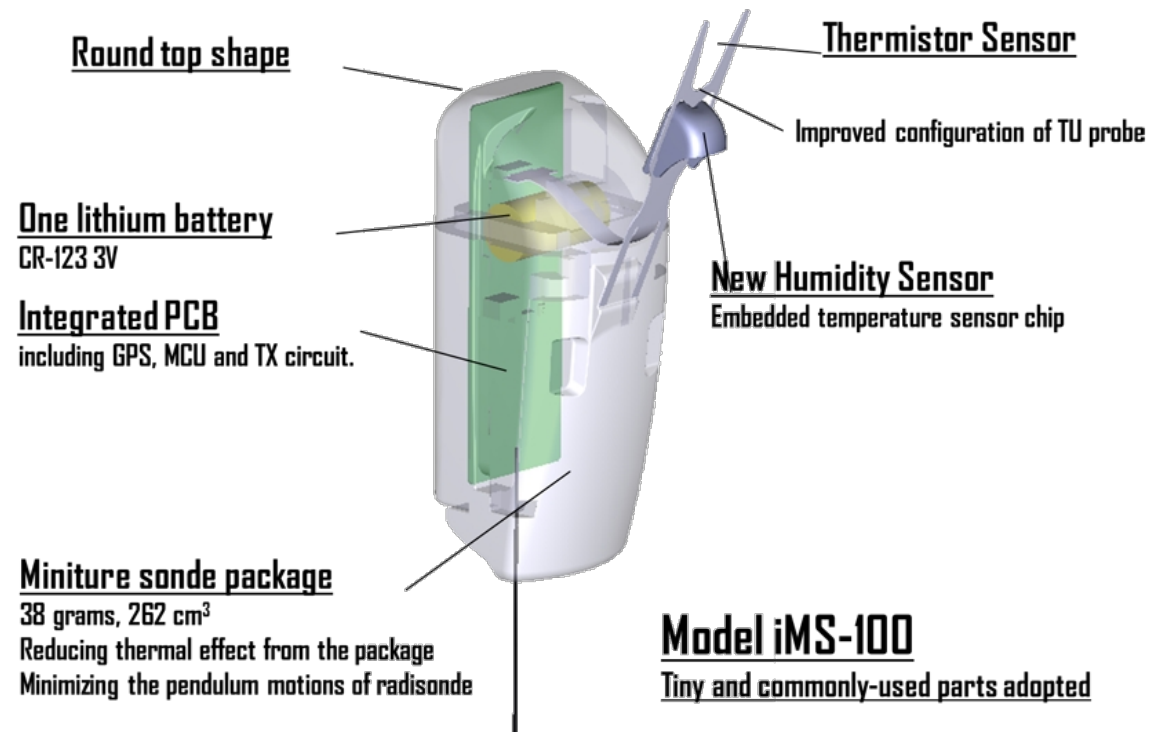 Round top shape
Thermistor Sensor
Improved configuration of TU probe
One lithium battery
CR-123 3V
New Humidity Sensor
Embedded temperature sensor chip
Integrated PCB
including GPS, MCU and TX circuit.
Miniture sonde package
38 grams, 262 cm³
Reducing thermal effect from the package
Minimizing the pendulum motions of radisonde
Model iMS-100
Tiny and commonly-used parts adopted